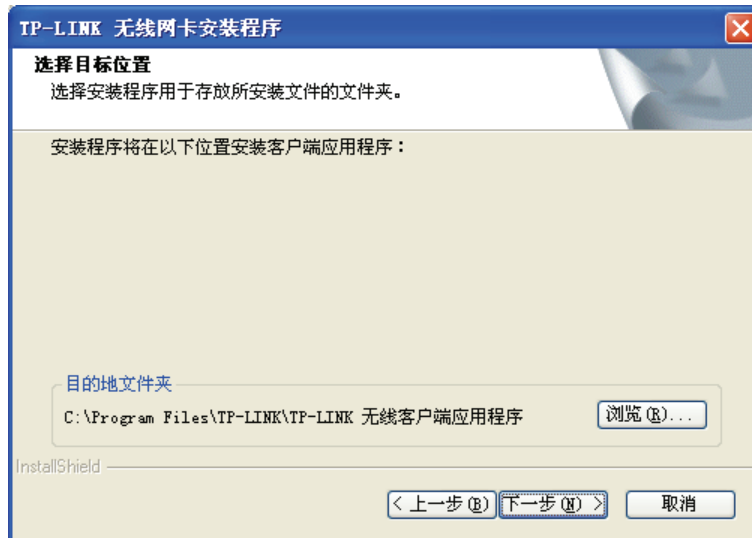 TP-LINK 无线网卡安装程序
选择目标位置
选择安装程序用于存放所安装文件的文件夹。
安装程序将在以下位置安装客户端应用程序：
目的地文件夹
C:\Program Files\TP-LINK\TP-LINK 无线客户端应用程序
浏览(R)...
InstallShield
< 上一步(B) 下一步(N) > 取消